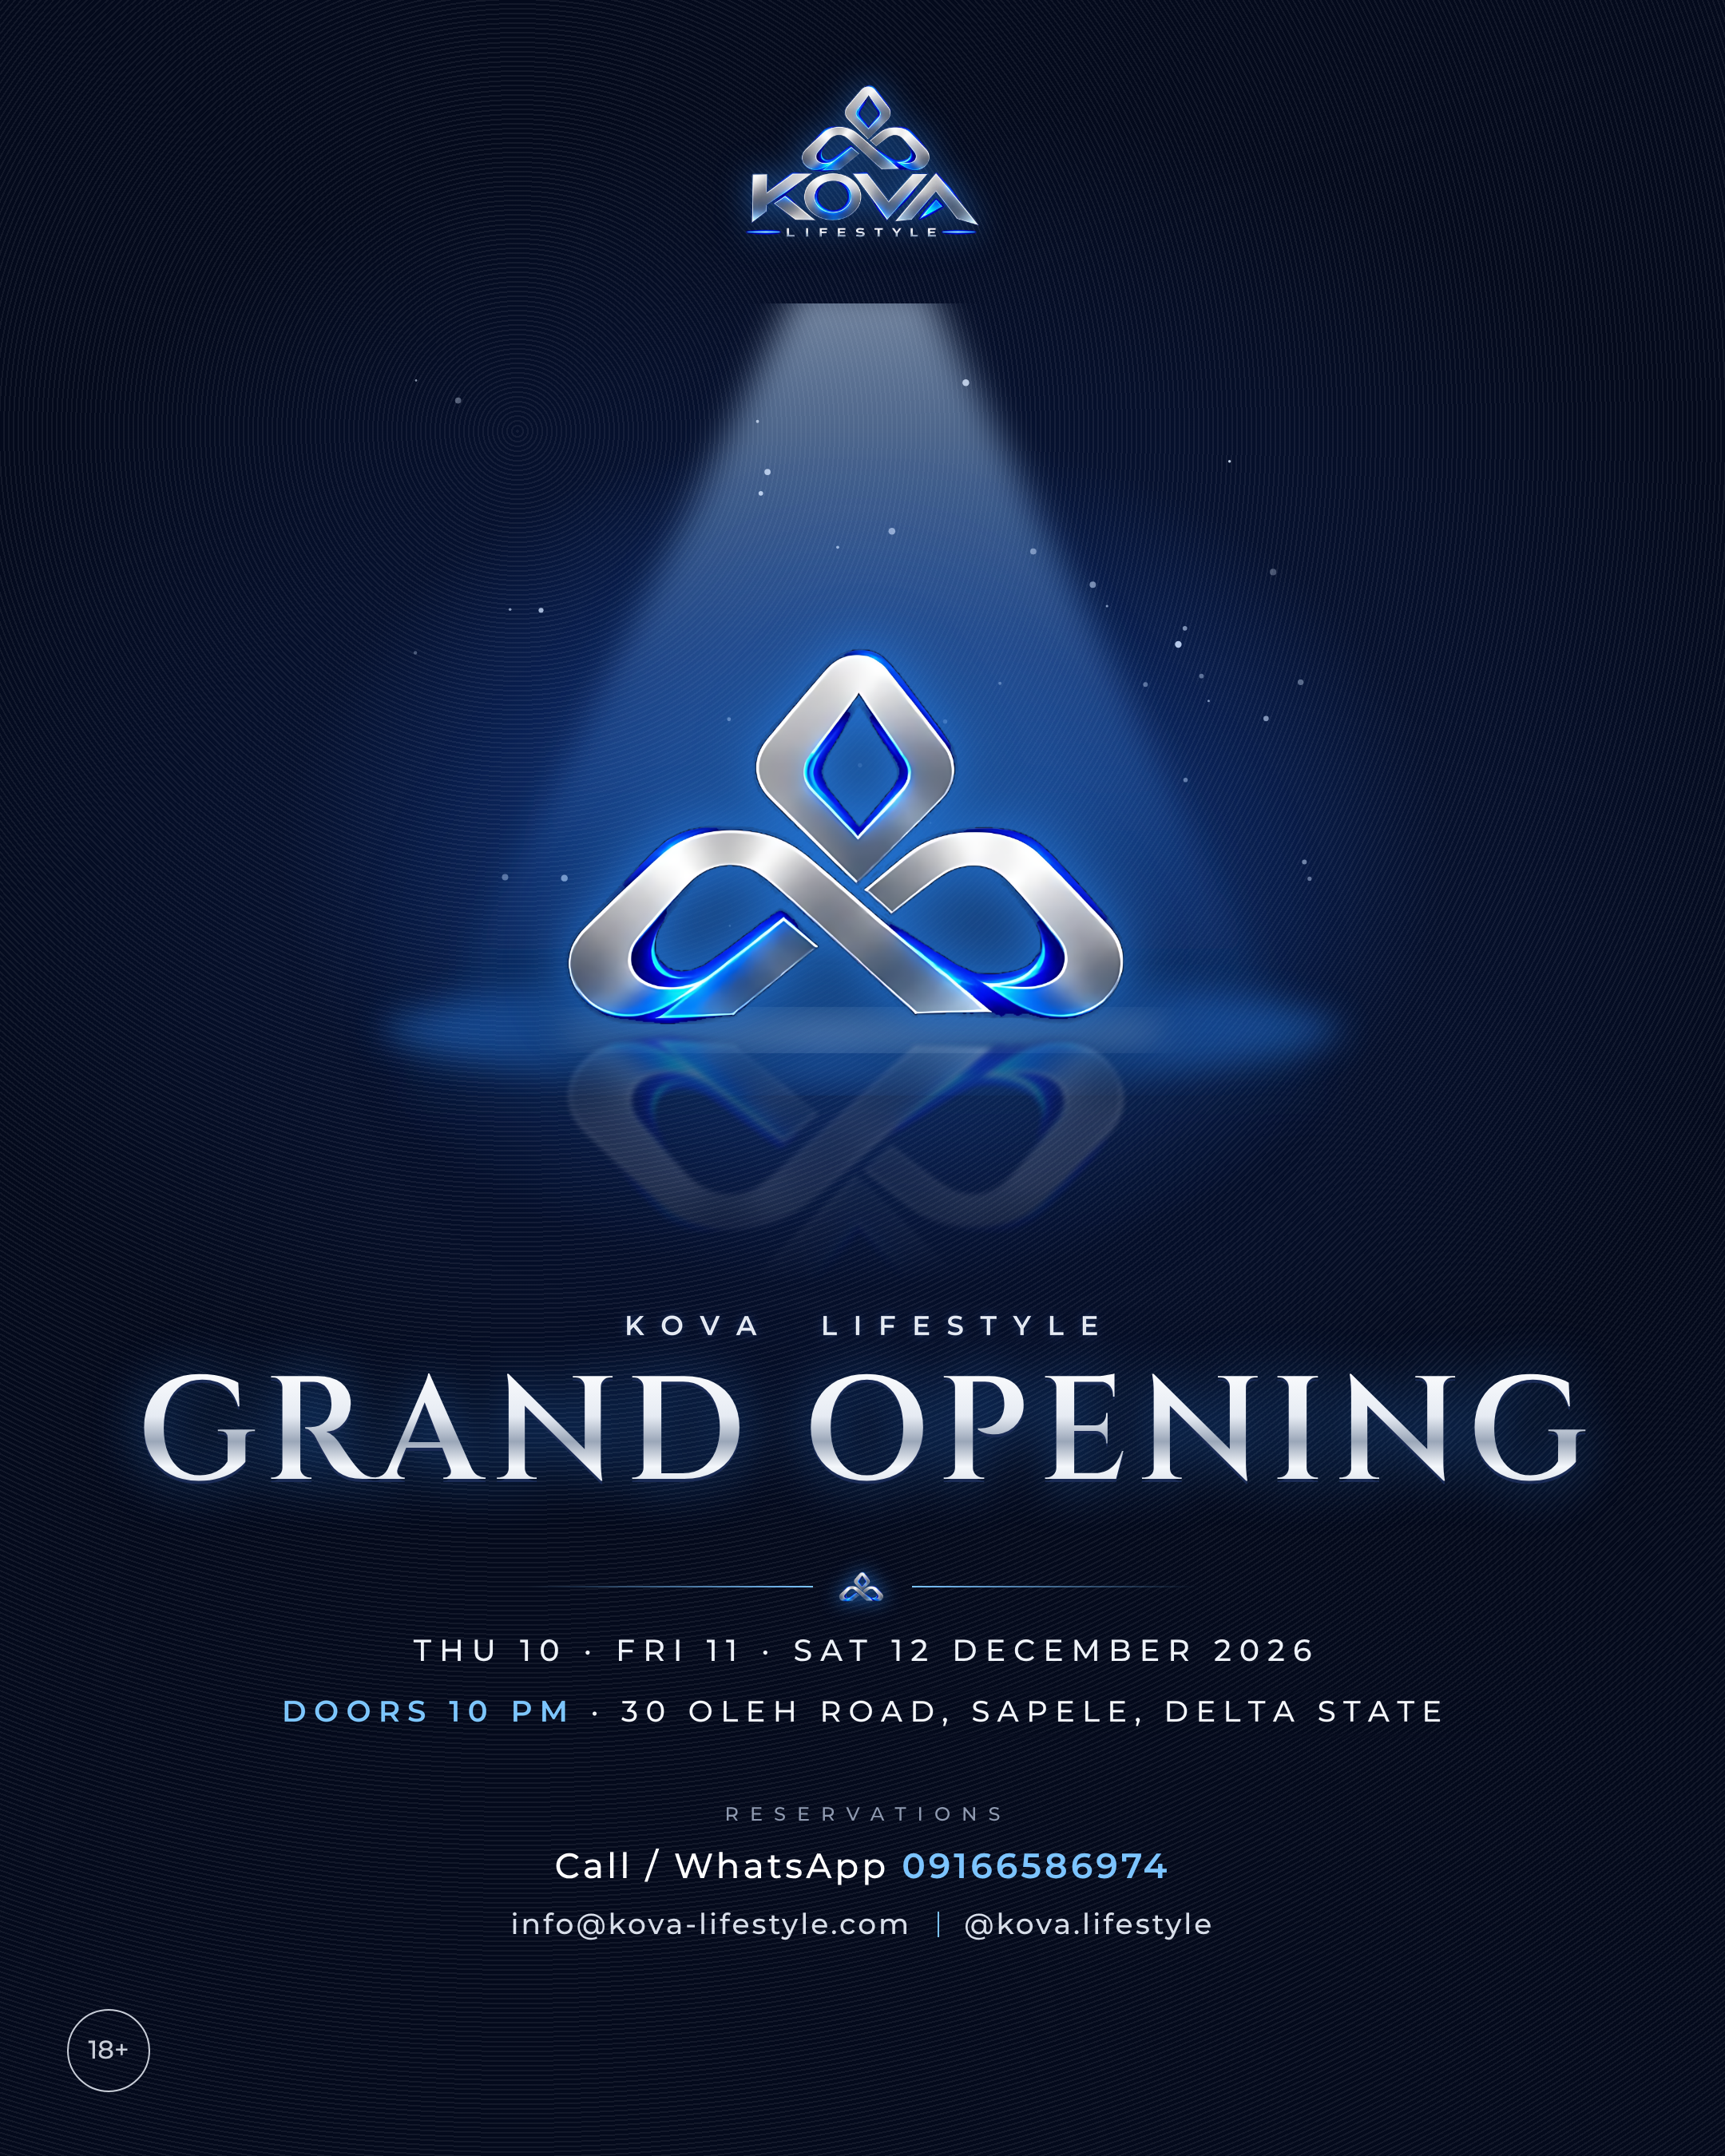 KOVA
LIFESTYLE
KOVA LIFESTYLE
GRAND OPENING
THU 10 · FRI 11 · SAT 12 DECEMBER 2026
DOORS 10 PM · 30 OLEH ROAD, SAPELE, DELTA STATE
RESERVATIONS
Call / WhatsApp 09166586974
info@kova-lifestyle.com | @kova.lifestyle
18+